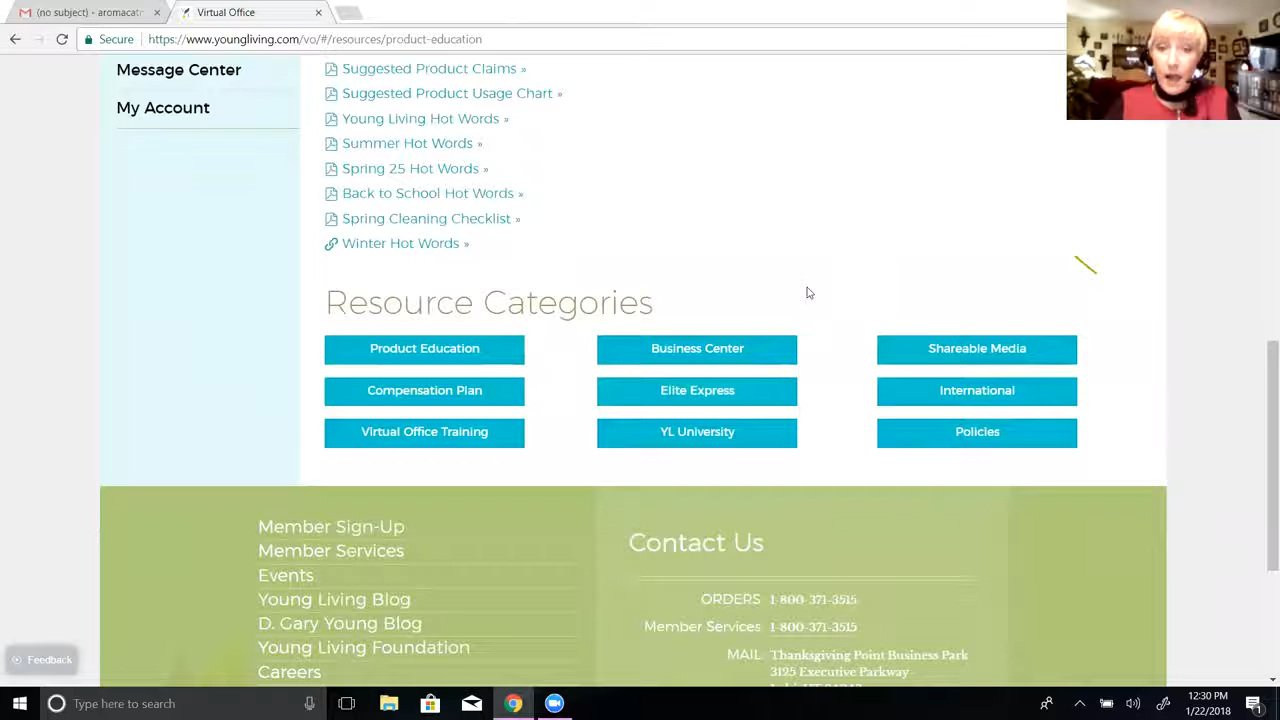 (no subject) - aromacatr
Virtual Office
Secure
https://www.youngliving.com/vo/#/resources/product-education
Message Center
My Account
Suggested Product Claims »
Suggested Product Usage Chart »
Young Living Hot Words »
Summer Hot Words »
Spring 25 Hot Words »
Back to School Hot Words »
Spring Cleaning Checklist »
Winter Hot Words »
Resource Categories
Product Education
Business Center
Shareable Media
Compensation Plan
Elite Express
International
Virtual Office Training
YL University
Policies
Member Sign-Up
Member Services
Events
Young Living Blog
D. Gary Young Blog
Young Living Foundation
Careers
Contact Us
ORDERS 1-800-371-3515
Member Services 1-800-371-3515
MAIL Thanksgiving Point Business Park
3125 Executive Parkway
Feedback
Type here to search
12:30 PM
1/22/2018